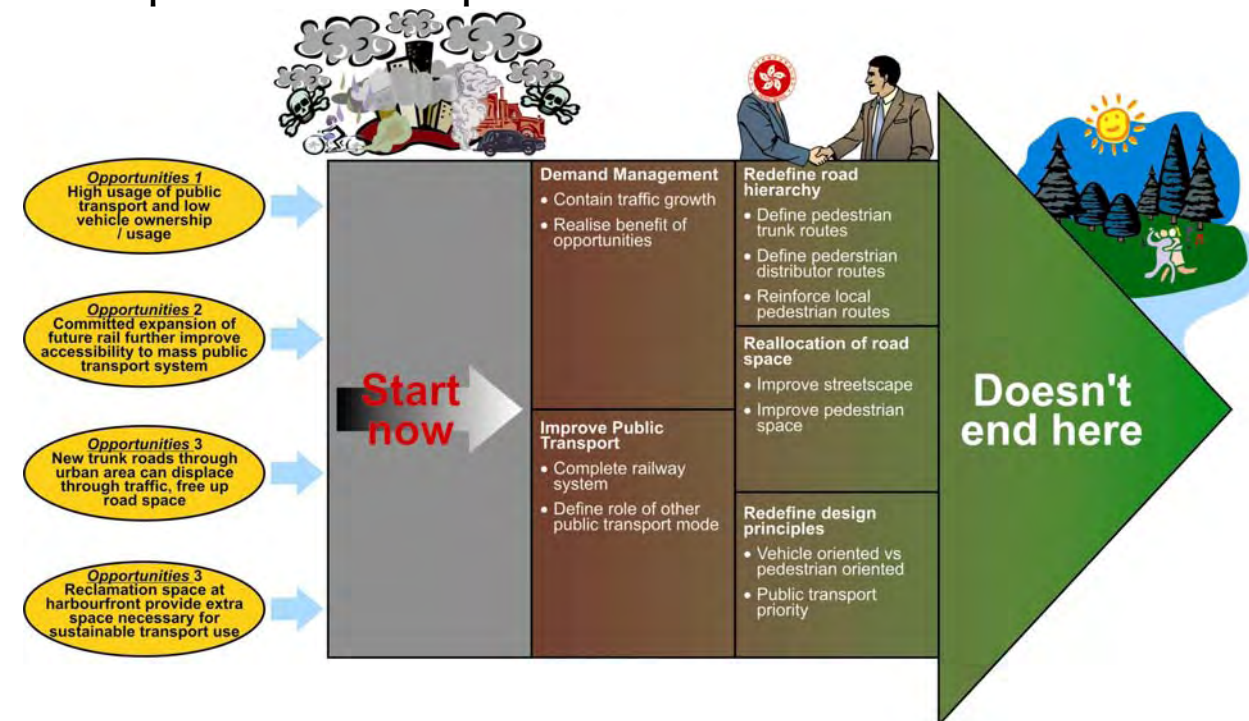 Opportunities 1
High usage of public
transport and low
vehicle ownership
/ usage
Opportunities 2
Committed expansion of
future rail further improve
accessibility to mass public
transport system
Opportunities 3
New trunk roads through
urban area can displace
through traffic, free up
road space
Opportunities 3
Reclamation space at
harbourfront provide extra
space necessary for
sustainable transport use
Start
now
Demand Management
• Contain traffic growth
• Realise benefit of
opportunities
Improve Public
Transport
• Complete railway
system
• Define role of other
public transport mode
Redefine road
hierarchy
• Define pedestrian
trunk routes
• Define pederstrian
distributor routes
• Reinforce local
pedestrian routes
Reallocation of road
space
• Improve streetscape
• Improve pedestrian
space
Redefine design
principles
• Vehicle oriented vs
pedestrian oriented
• Public transport
priority
Doesn't
end here